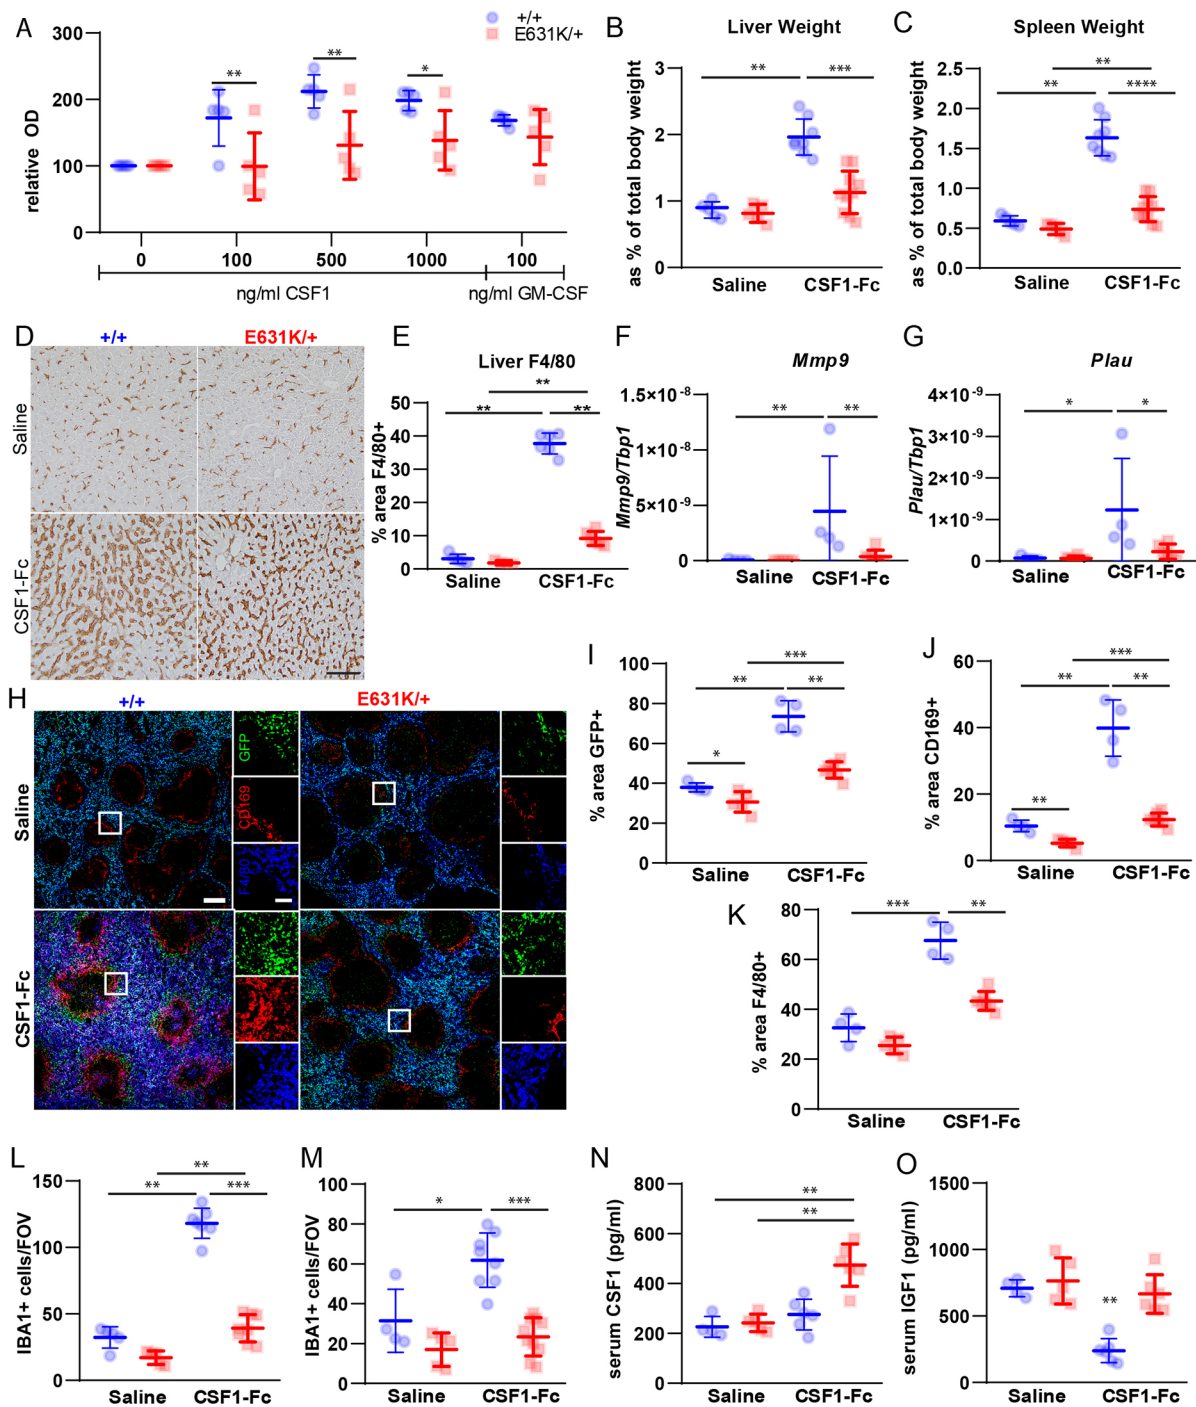 A
+/+
E631K/+
relative OD
300
200
100
0
**
**
*
0
100
500
1000
100
ng/ml CSF1
ng/ml GM-CSF
B
Liver Weight
as % of total body weight
3
2
1
0
**
***
Saline
CSF1-Fc
C
Spleen Weight
as % of total body weight
2.5
2.0
1.5
1.0
0.5
0.0
**
**
****
Saline
CSF1-Fc
D
+/+
E631K/+
Saline
CSF1-Fc
E
Liver F4/80
% area F4/80+
50
40
30
20
10
0
**
**
**
Saline
CSF1-Fc
F
Mmp9
Mmp9/Tbp1
1.5×10⁻⁸
1×10⁻⁸
5×10⁻⁹
0
**
**
Saline
CSF1-Fc
G
Plau
Plau/Tbp1
4×10⁻⁹
3×10⁻⁹
2×10⁻⁹
1×10⁻⁹
0
*
*
Saline
CSF1-Fc
H
+/+
E631K/+
Saline
CSF1-Fc
GFP
CD169
F4/80
I
% area GFP+
100
80
60
40
20
0
***
**
**
*
Saline
CSF1-Fc
J
% area CD169+
60
40
20
0
***
**
**
**
Saline
CSF1-Fc
K
% area F4/80+
80
60
40
20
0
***
**
Saline
CSF1-Fc
L
IBA1+ cells/FOV
150
100
50
0
**
**
***
Saline
CSF1-Fc
M
IBA1+ cells/FOV
100
80
60
40
20
0
*
***
Saline
CSF1-Fc
N
serum CSF1 (pg/ml)
800
600
400
200
0
**
**
Saline
CSF1-Fc
O
serum IGF1 (pg/ml)
1500
1000
500
0
**
Saline
CSF1-Fc